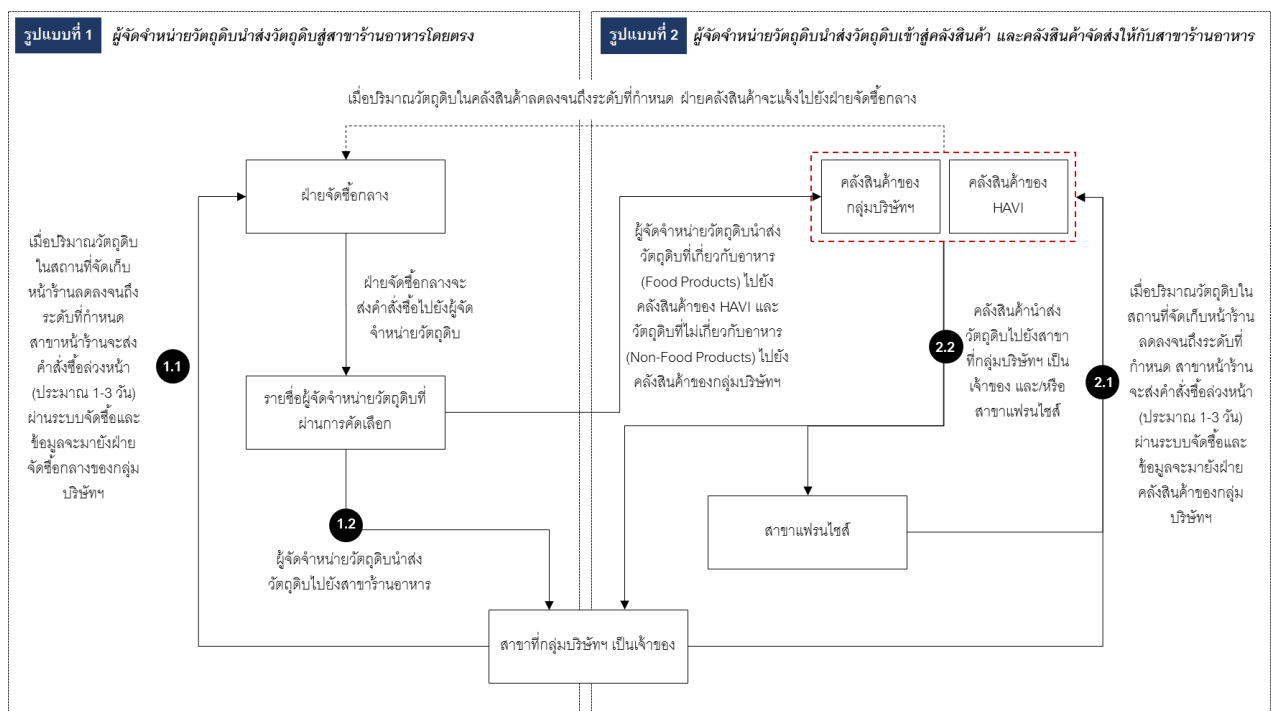 รูปแบบที่ 1 ผู้จัดจำหน่ายวัตถุดิบนำส่งวัตถุดิบสู่สาขาร้านอาหารโดยตรง
รูปแบบที่ 2 ผู้จัดจำหน่ายวัตถุดิบนำส่งวัตถุดิบเข้าสู่คลังสินค้า และคลังสินค้าจัดส่งให้กับสาขาร้านอาหาร
เมื่อปริมาณวัตถุดิบในคลังสินค้าลดลงจนถึงระดับที่กำหนด ฝ่ายคลังสินค้าจะแจ้งไปยังฝ่ายจัดซื้อกลาง
ฝ่ายจัดซื้อกลาง
คลังสินค้าของ
กลุ่มบริษัทฯ
คลังสินค้าของ
HAVI
เมื่อปริมาณวัตถุดิบ
ในสถานที่จัดเก็บ
หน้าร้านลดลงจนถึง
ระดับที่กำหนด
สาขาหน้าร้านจะส่ง
คำสั่งซื้อล่วงหน้า
(ประมาณ 1-3 วัน)
ผ่านระบบจัดซื้อและ
ข้อมูลจะมายังฝ่าย
จัดซื้อกลางของกลุ่ม
บริษัทฯ
1.1
ฝ่ายจัดซื้อกลางจะ
ส่งคำสั่งซื้อไปยังผู้จัด
จำหน่ายวัตถุดิบ
รายชื่อผู้จัดจำหน่ายวัตถุดิบที่
ผ่านการคัดเลือก
1.2
ผู้จัดจำหน่ายวัตถุดิบนำส่ง
วัตถุดิบไปยังสาขาร้านอาหาร
ผู้จัดจำหน่ายวัตถุดิบนำส่ง
วัตถุดิบที่เกี่ยวกับอาหาร
(Food Products) ไปยัง
คลังสินค้าของ HAVI และ
วัตถุดิบที่ไม่เกี่ยวกับอาหาร
(Non-Food Products) ไปยัง
คลังสินค้าของกลุ่มบริษัทฯ
2.2
คลังสินค้านำส่ง
วัตถุดิบไปยังสาขา
ที่กลุ่มบริษัทฯ เป็น
เจ้าของ และ/หรือ
สาขาแฟรนไชส์
2.1
เมื่อปริมาณวัตถุดิบใน
สถานที่จัดเก็บหน้าร้าน
ลดลงจนถึงระดับที่
กำหนด สาขาหน้าร้าน
จะส่งคำสั่งซื้อล่วงหน้า
(ประมาณ 1-3 วัน)
ผ่านระบบจัดซื้อและ
ข้อมูลจะมายังฝ่าย
คลังสินค้าของกลุ่ม
บริษัทฯ
สาขาแฟรนไชส์
สาขาที่กลุ่มบริษัทฯ เป็นเจ้าของ